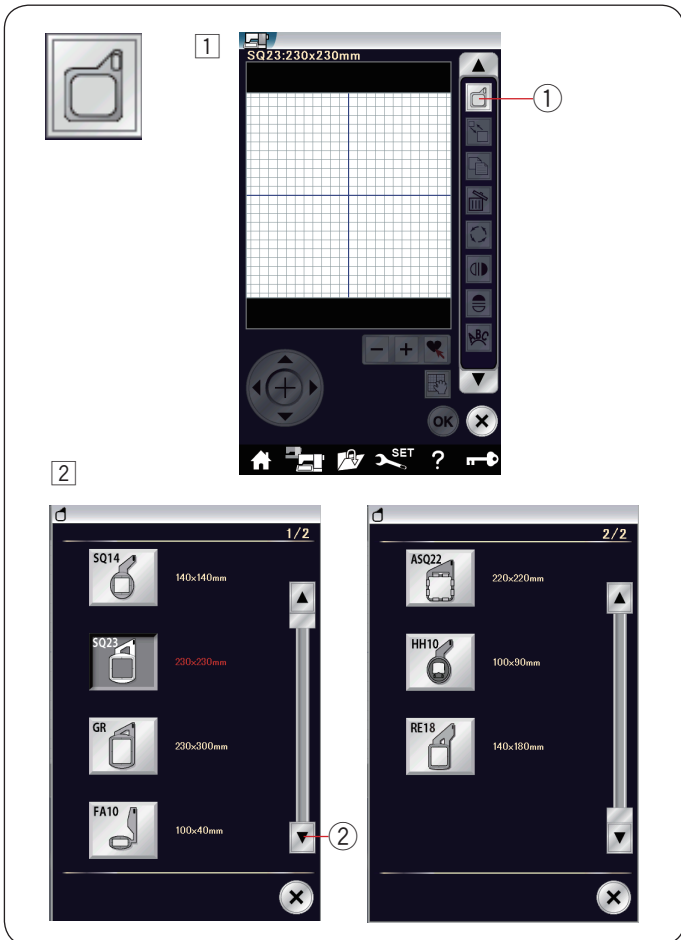 1
SQ23:230x230mm
1
ABC
OK
SET
?
2
1/2
SQ14
140x140mm
SQ23
230x230mm
GR
230x300mm
FA10
100x40mm
2
2/2
ASQ22
220x220mm
HH10
100x90mm
RE18
140x180mm